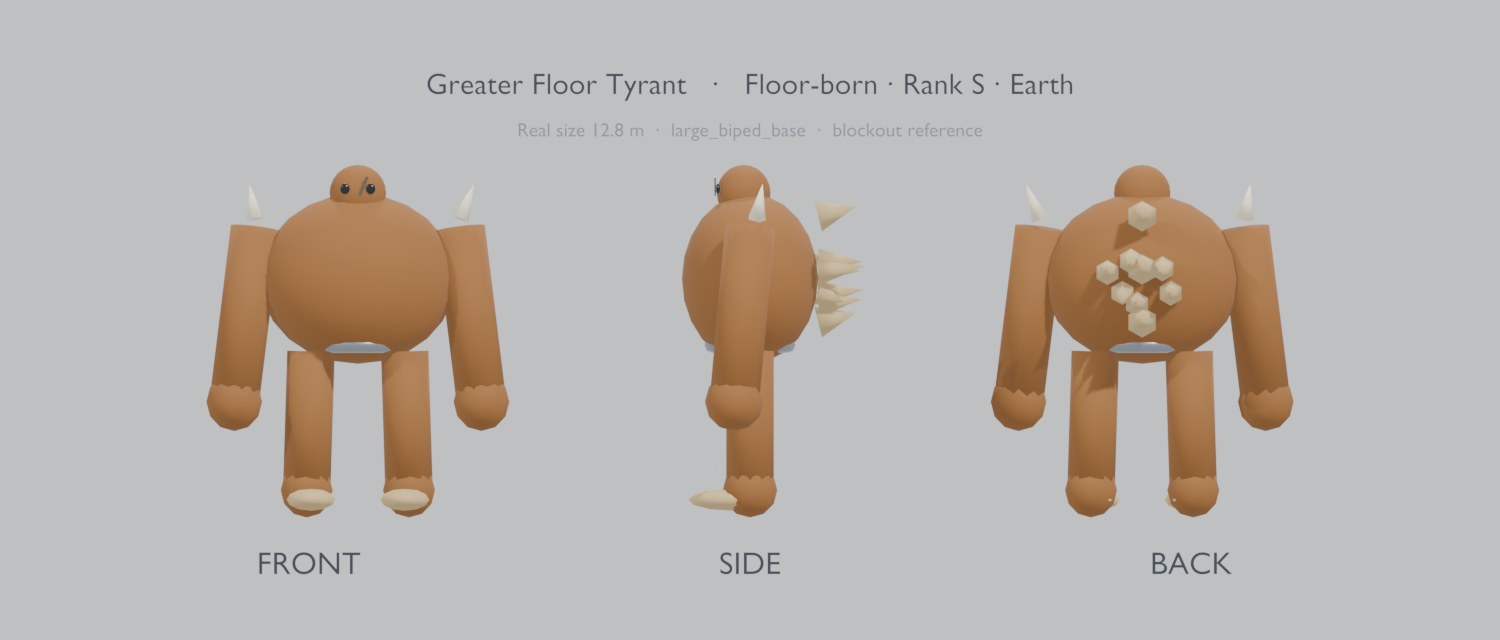 Greater Floor Tyrant · Floor-born · Rank S · Earth
Real size 12.8 m · large_biped_base · blockout reference
FRONT SIDE BACK